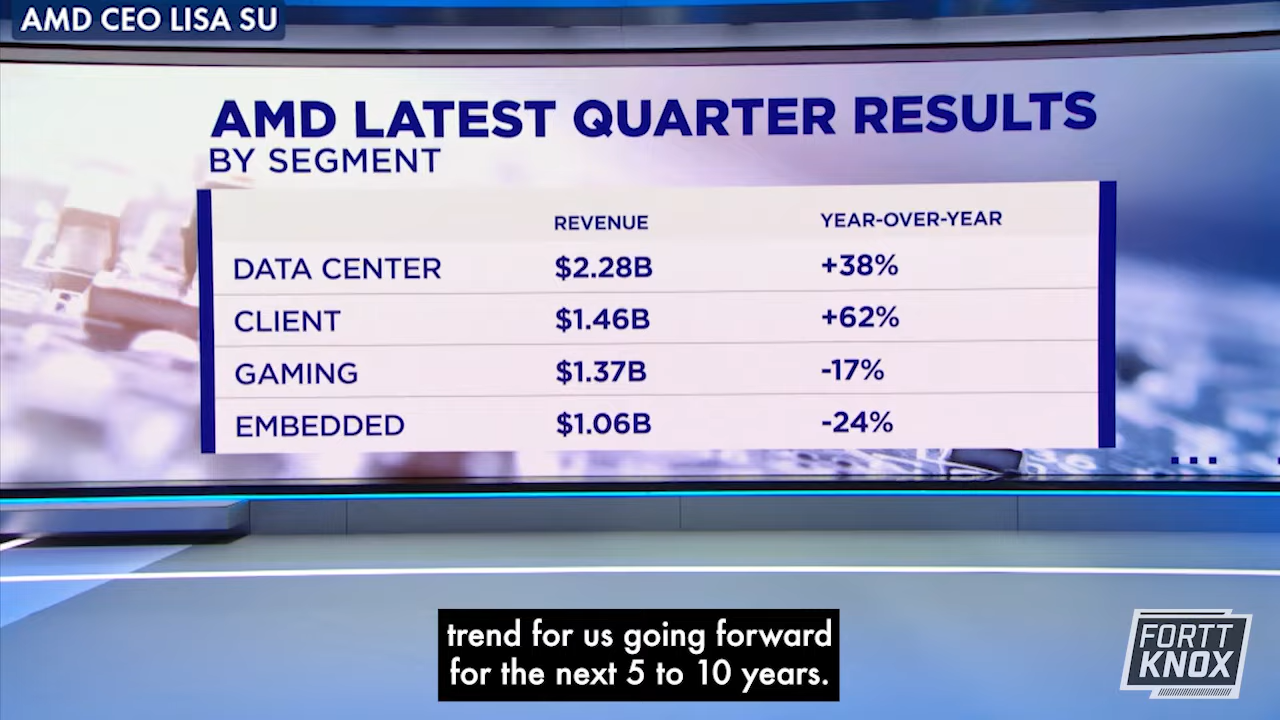 AMD CEO LISA SU
AMD LATEST QUARTER RESULTS
BY SEGMENT
REVENUE YEAR-OVER-YEAR
DATA CENTER $2.28B +38%
CLIENT $1.46B +62%
GAMING $1.37B -17%
EMBEDDED $1.06B -24%
trend for us going forward
for the next 5 to 10 years.
FORTT
KNOX